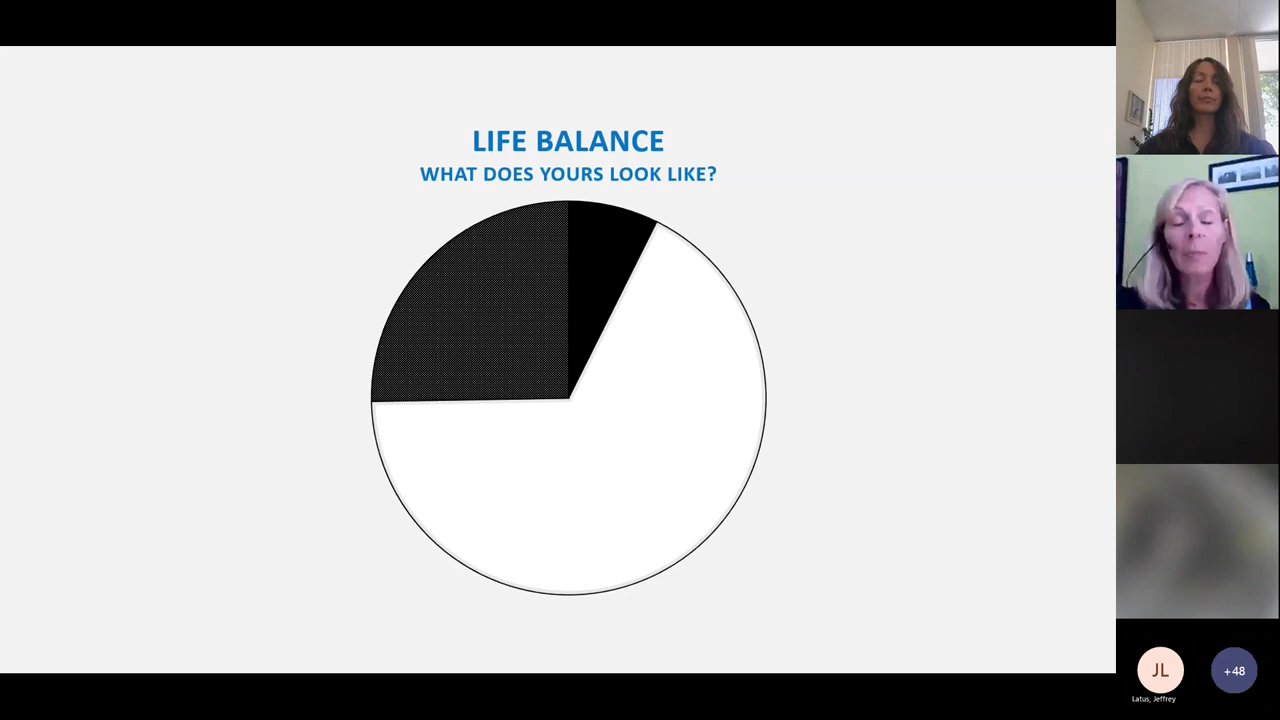 LIFE BALANCE
WHAT DOES YOURS LOOK LIKE?
JL
+48
Latus, Jeffrey